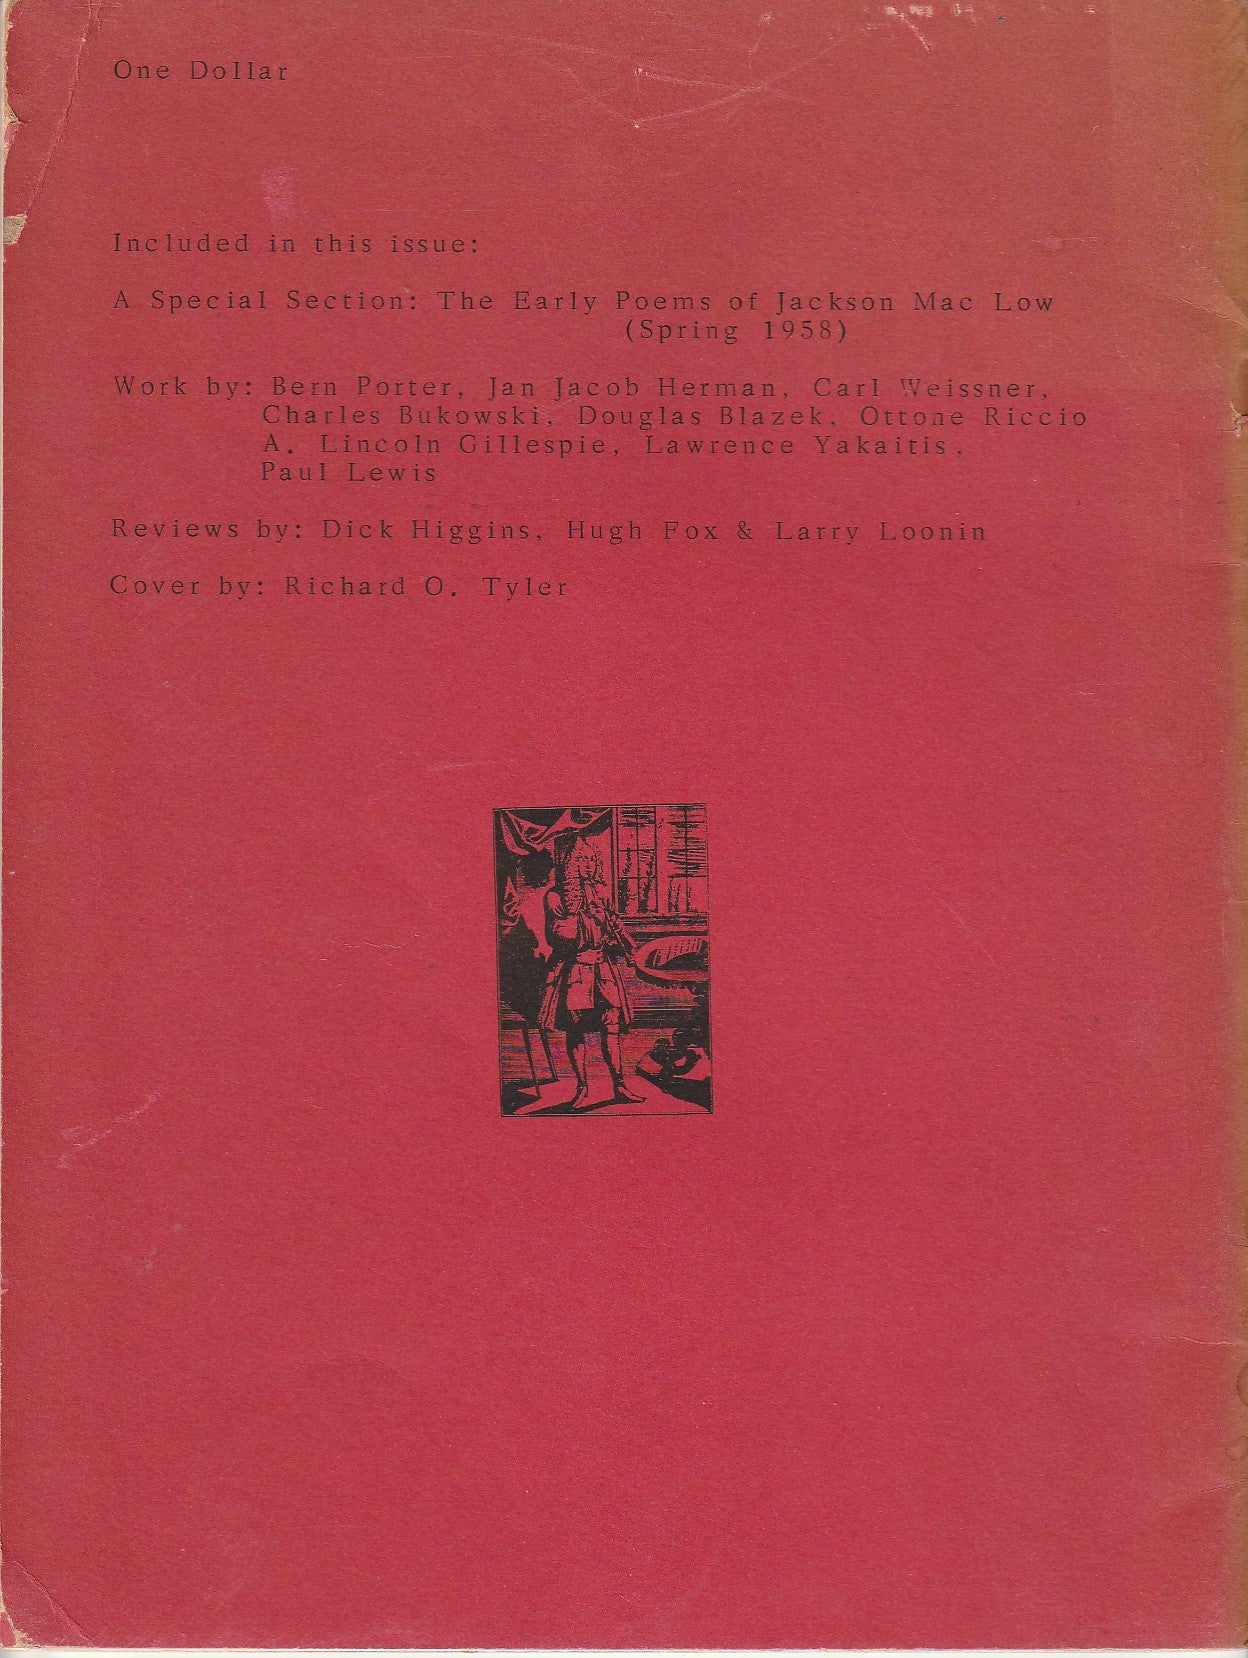 One Dollar
Included in this issue:
A Special Section: The Early Poems of Jackson Mac Low
(Spring 1958)
Work by: Bern Porter, Jan Jacob Herman, Carl Weissner,
Charles Bukowski, Douglas Blazek, Ottone Riccio
A. Lincoln Gillespie, Lawrence Yakaitis,
Paul Lewis
Reviews by: Dick Higgins, Hugh Fox & Larry Loonin
Cover by: Richard O. Tyler